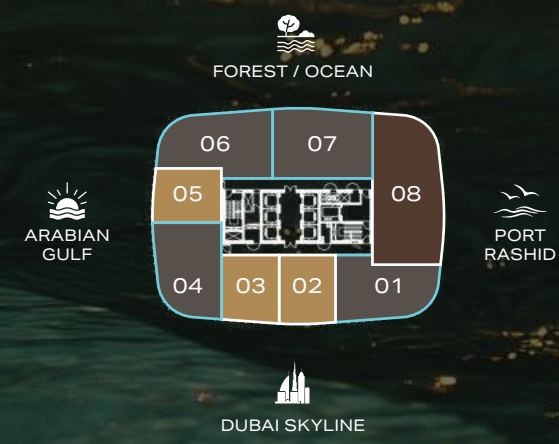 FOREST / OCEAN
06
07
05
08
ARABIAN
GULF
PORT
RASHID
04
03
02
01
DUBAI SKYLINE